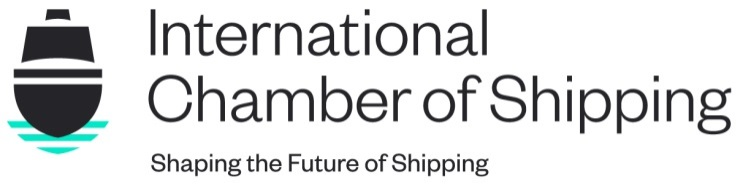 International
Chamber of Shipping
Shaping the Future of Shipping